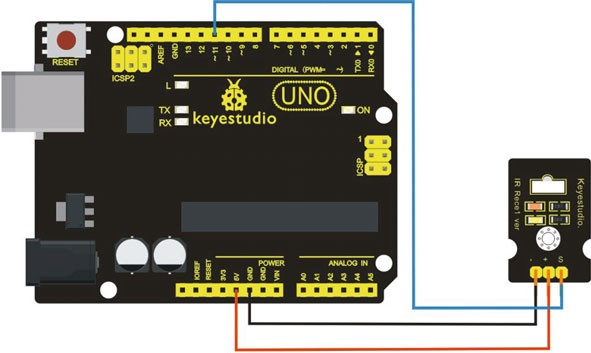 RESET
ICSP2
AREF
GND
13
12
~11
~10
~9
8
7
~6
~5
4
~3
2
TX0▶1
RX0◀0
DIGITAL (PWM= ~)
L
TX
RX
keyestudio
UNO
ON
1
ICSP
Keyestudio.
IR Rece1 ver
- + S
POWER
ANALOG IN
IOREF
RESET
3V3
5V
GND
GND
VIN
A0
A1
A2
A3
A4
A5